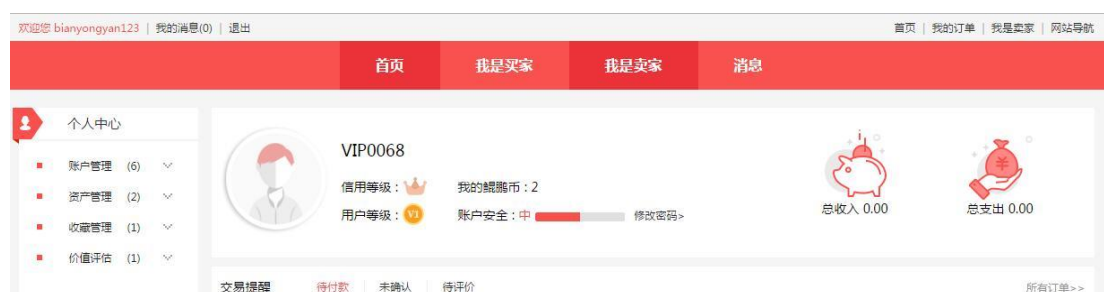 欢迎您 bianyongyan123 | 我的消息(0) | 退出
首页 | 我的订单 | 我是卖家 | 网站导航
首页 我是买家 我是卖家 消息
个人中心
账户管理 (6)
资产管理 (2)
收藏管理 (1)
价值评估 (1)
VIP0068
信用等级： 我的鲲鹏币：2
用户等级：V1 账户安全：中 修改密码>
总收入 0.00 总支出 0.00
交易提醒 待付款 未确认 待评价 所有订单>>